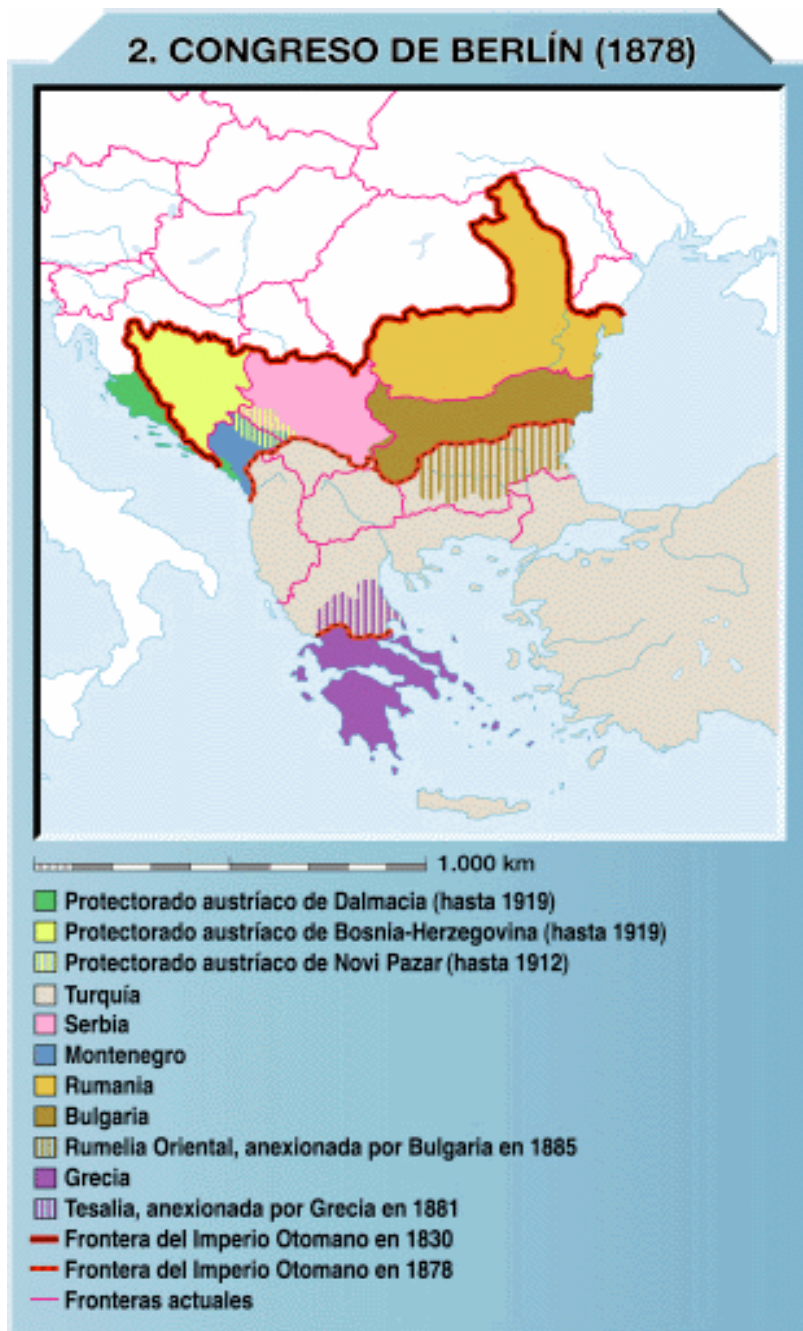 2. CONGRESO DE BERLÍN (1878)
1.000 km
Protectorado austríaco de Dalmacia (hasta 1919)
Protectorado austríaco de Bosnia-Herzegovina (hasta 1919)
Protectorado austríaco de Novi Pazar (hasta 1912)
Turquía
Serbia
Montenegro
Rumania
Bulgaria
Rumelia Oriental, anexionada por Bulgaria en 1885
Grecia
Tesalia, anexionada por Grecia en 1881
Frontera del Imperio Otomano en 1830
Frontera del Imperio Otomano en 1878
Fronteras actuales